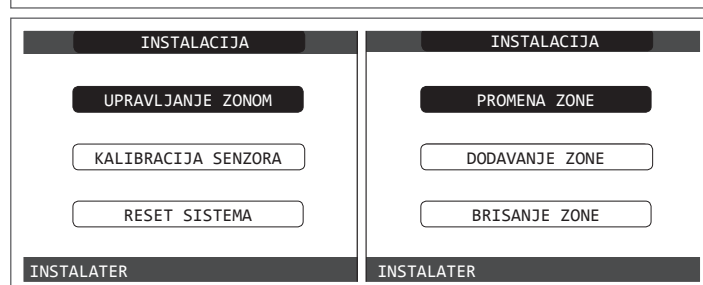 INSTALACIJA
UPRAVLJANJE ZONOM
KALIBRACIJA SENZORA
RESET SISTEMA
INSTALATER
INSTALACIJA
PROMENA ZONE
DODAVANJE ZONE
BRISANJE ZONE
INSTALATER